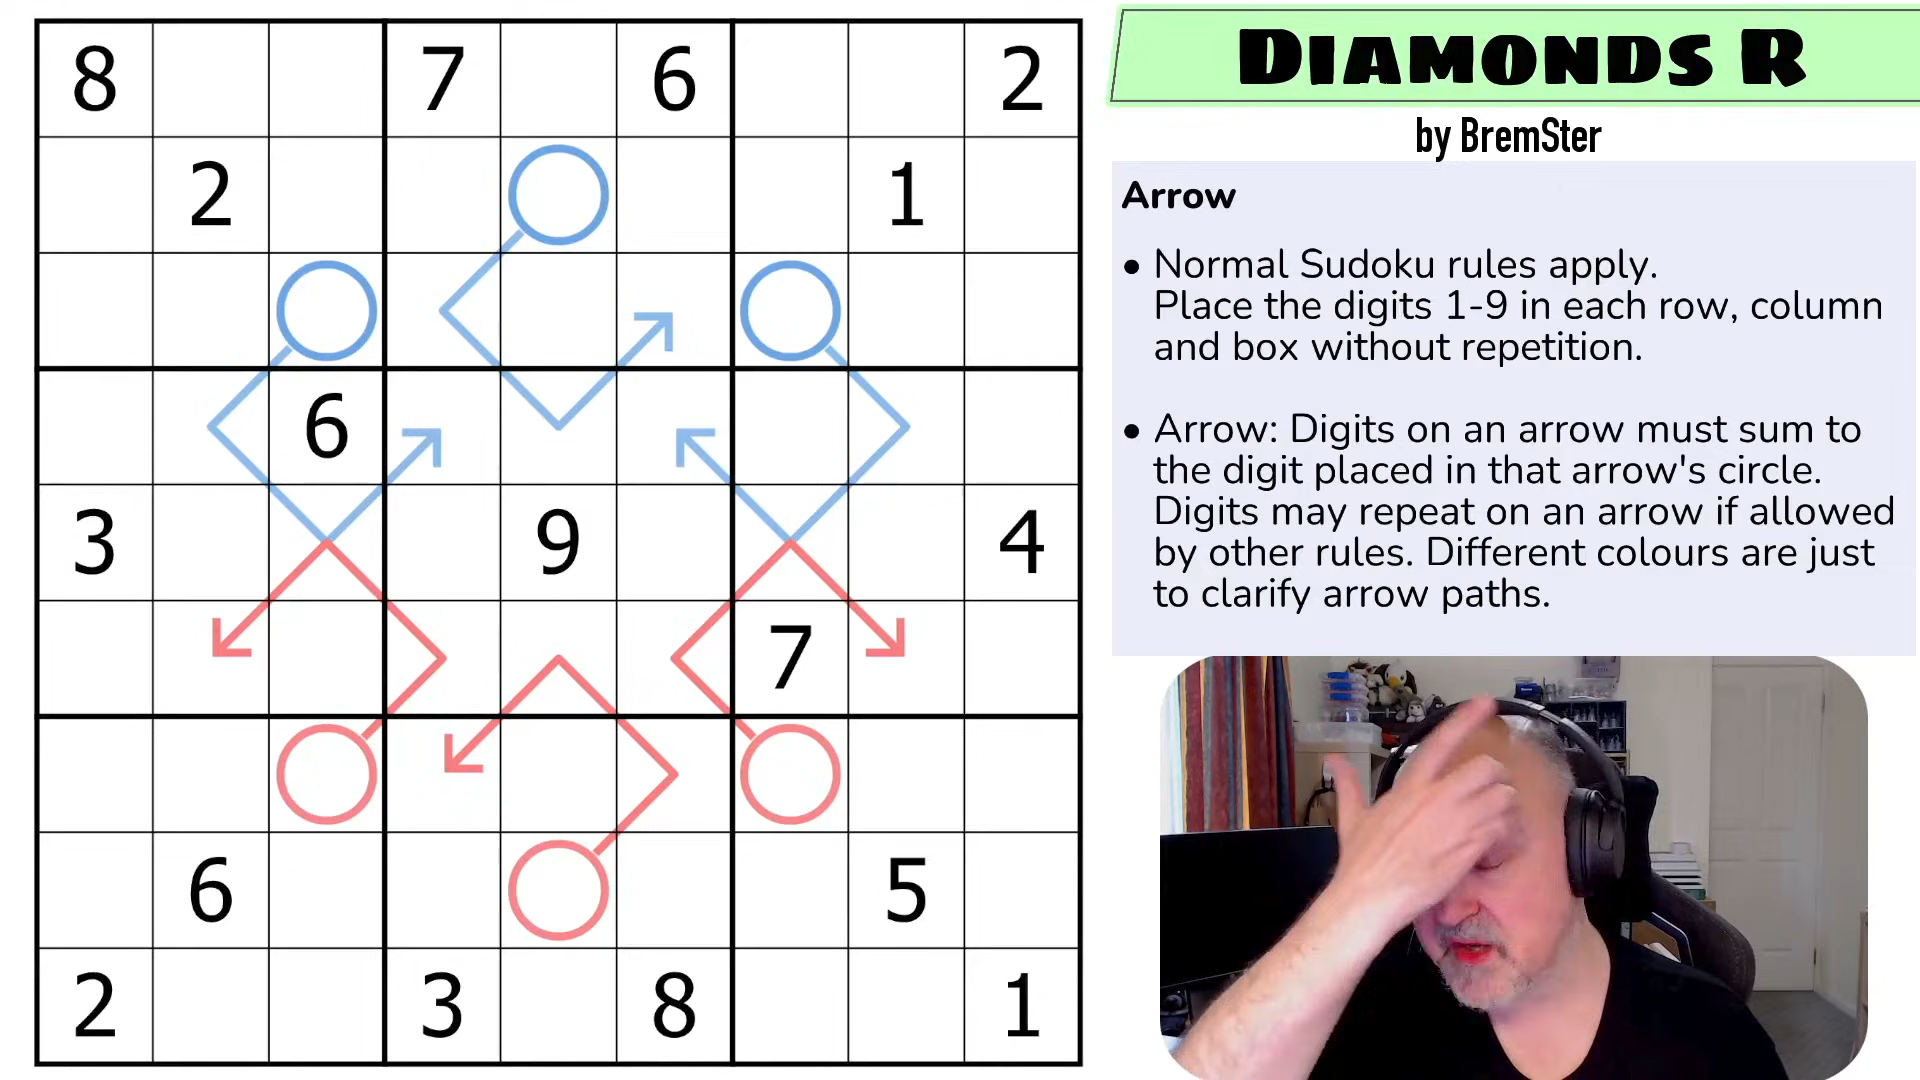 8 7 6 2
2 1
6
3 9 4
7
6 5
2 3 8 1
DIAMONDS R
by BremSter
Arrow
• Normal Sudoku rules apply.
Place the digits 1-9 in each row, column
and box without repetition.
• Arrow: Digits on an arrow must sum to
the digit placed in that arrow's circle.
Digits may repeat on an arrow if allowed
by other rules. Different colours are just
to clarify arrow paths.